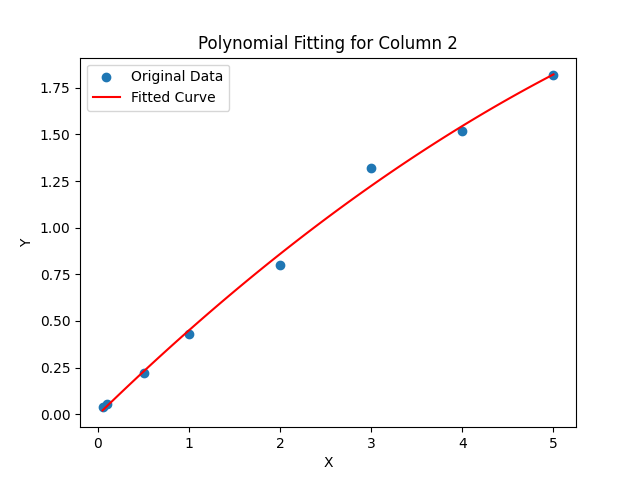 Polynomial Fitting for Column 2
Original Data
Fitted Curve
1.75
1.50
1.25
1.00
0.75
0.50
0.25
0.00
Y
0 1 2 3 4 5
X